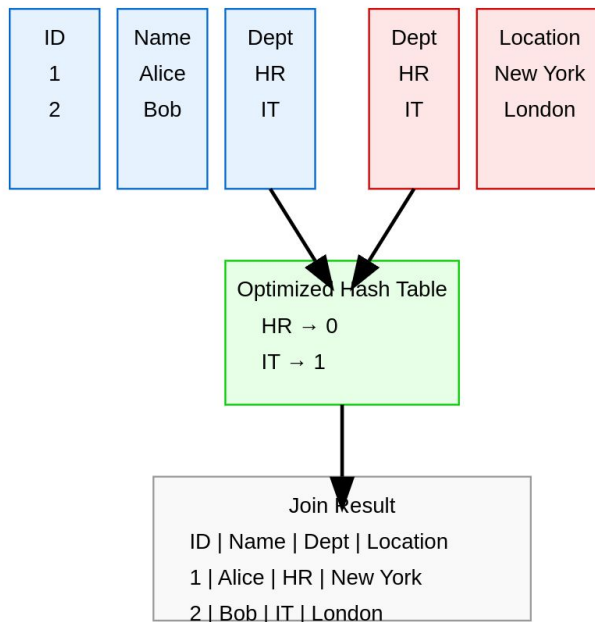 ID
1
2
Name
Alice
Bob
Dept
HR
IT
Dept
HR
IT
Location
New York
London
Optimized Hash Table
HR → 0
IT → 1
Join Result
ID | Name | Dept | Location
1 | Alice | HR | New York
2 | Bob | IT | London